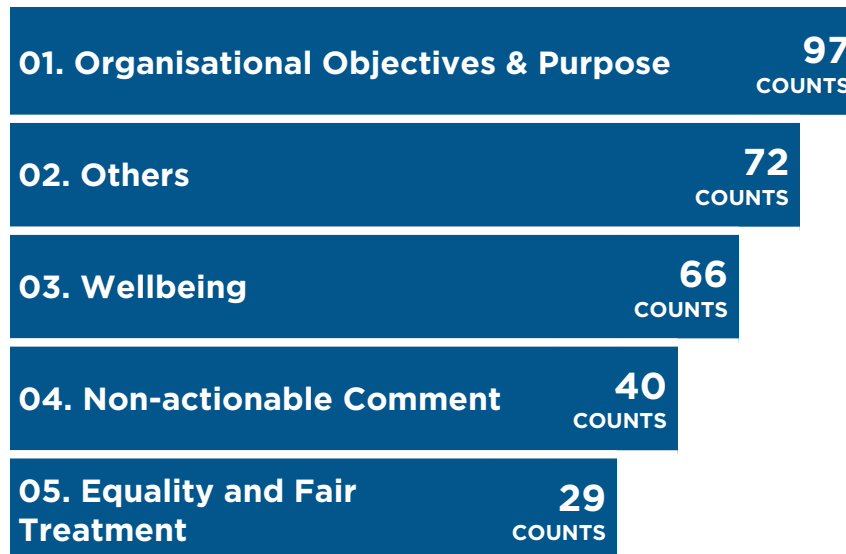 01. Organisational Objectives & Purpose
97
COUNTS
02. Others
72
COUNTS
03. Wellbeing
66
COUNTS
04. Non-actionable Comment
40
COUNTS
05. Equality and Fair
Treatment
29
COUNTS